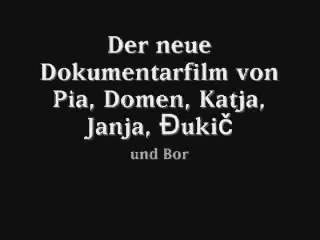 Der neue
Dokumentarfilm von
Pia, Domen, Katja,
Janja, Đukič
und Bor